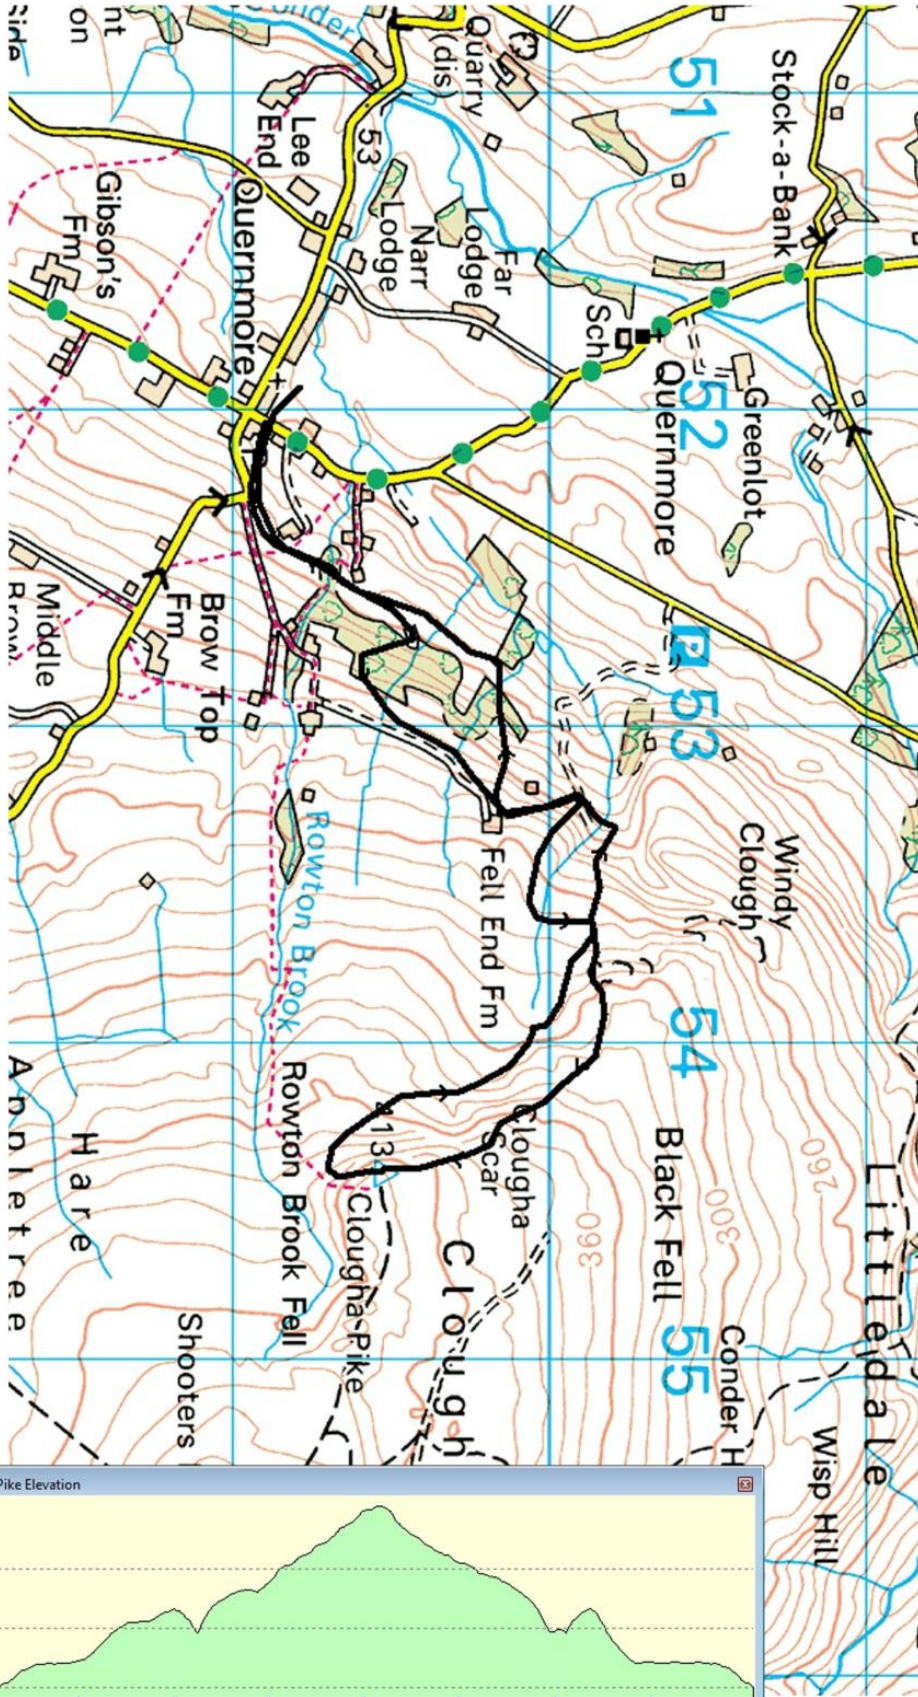 Quarry
(dis)
51
Stock-a-Bank
Lee
End
53
Gibson's
Fm
Quernmore
Narr
Lodge
Far
Lodge
Sch
Quernmore
52
Greenlot
P
53
Middle
Brow
Brow Top
Fm
Windy
Clough
Rowton Brook
Fell End Fm
54
Clougha
Scar
Black Fell
260
300
360
Littledale
Hare
Appletree
Rowton Brook Fell
Clougha Pike
Clough
Shooters
55
Conder H
Wisp Hill
Pike Elevation